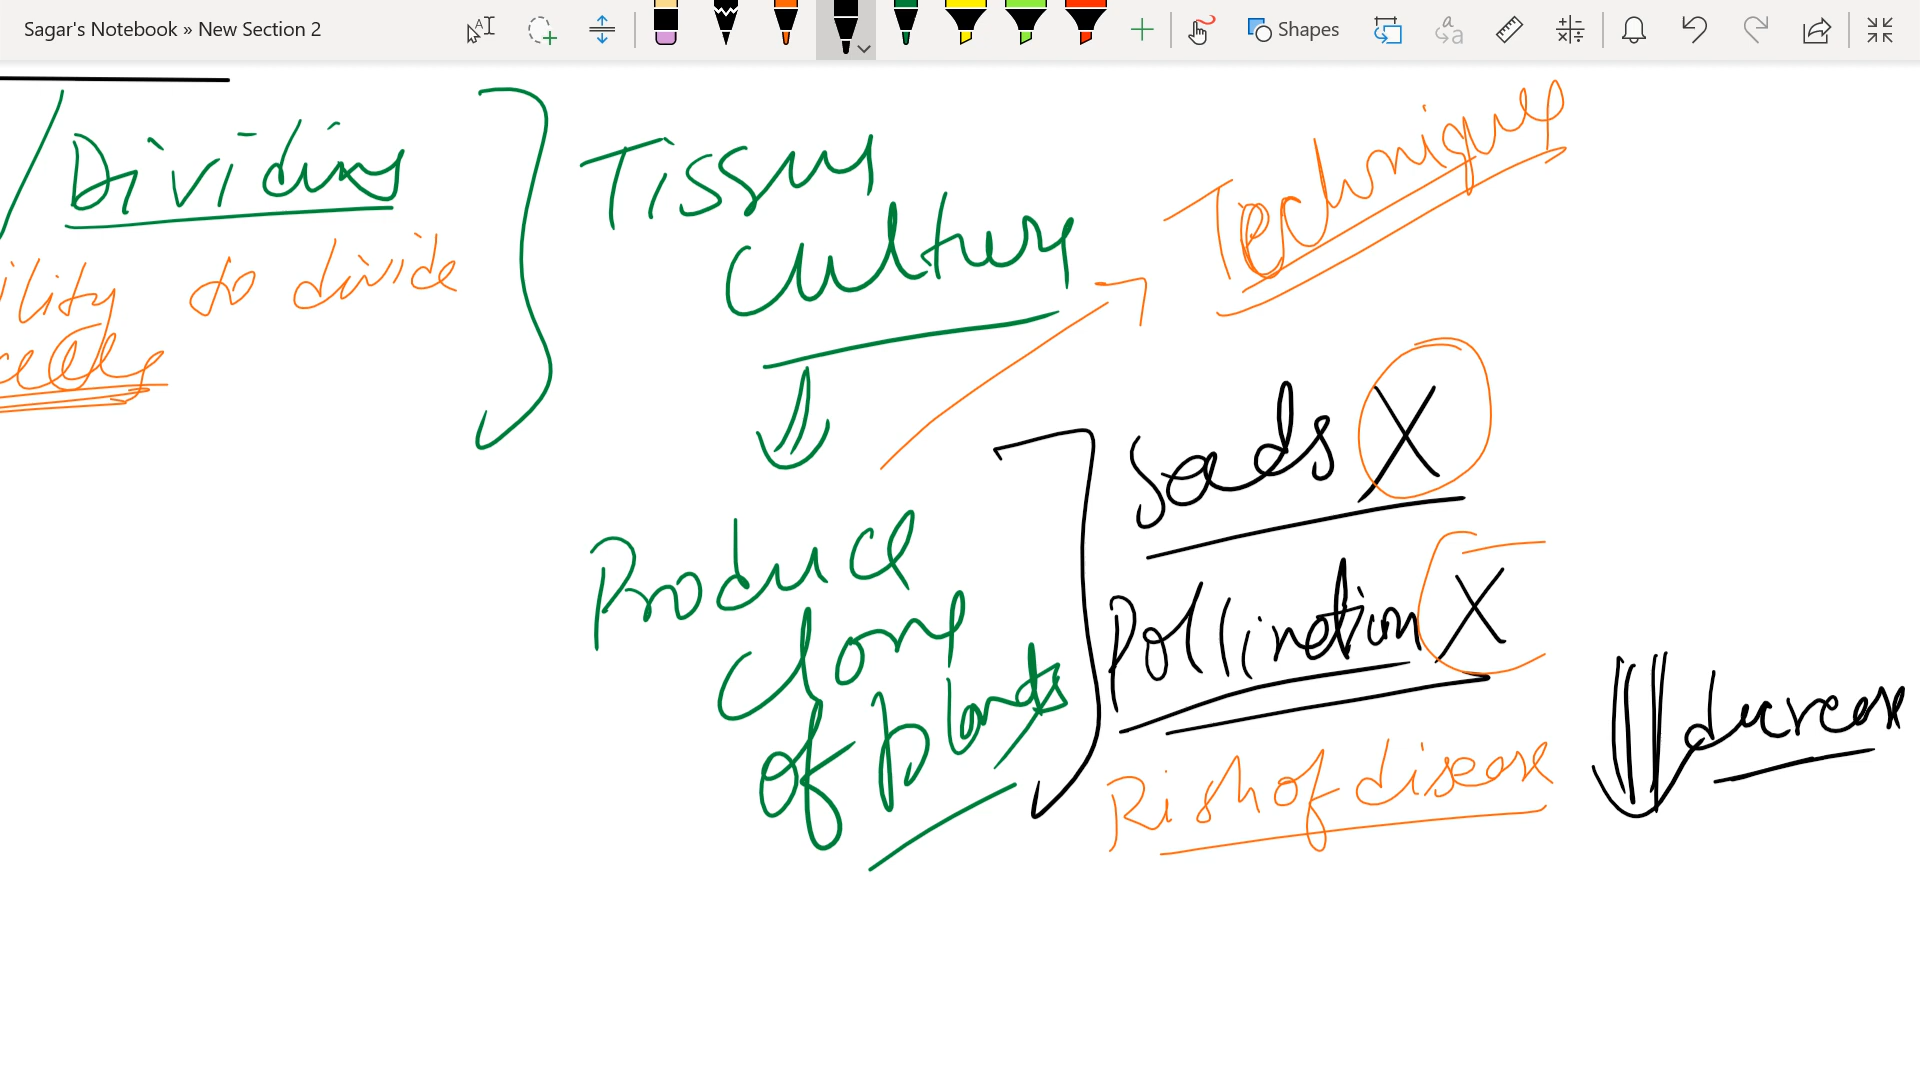 Sagar's Notebook » New Section 2
Shapes
Dividing
ility to divide
cells
Tissue
Culture
Technique
Produce
clone
of plants
Seeds X
Pollination X
Risk of disease
decrease